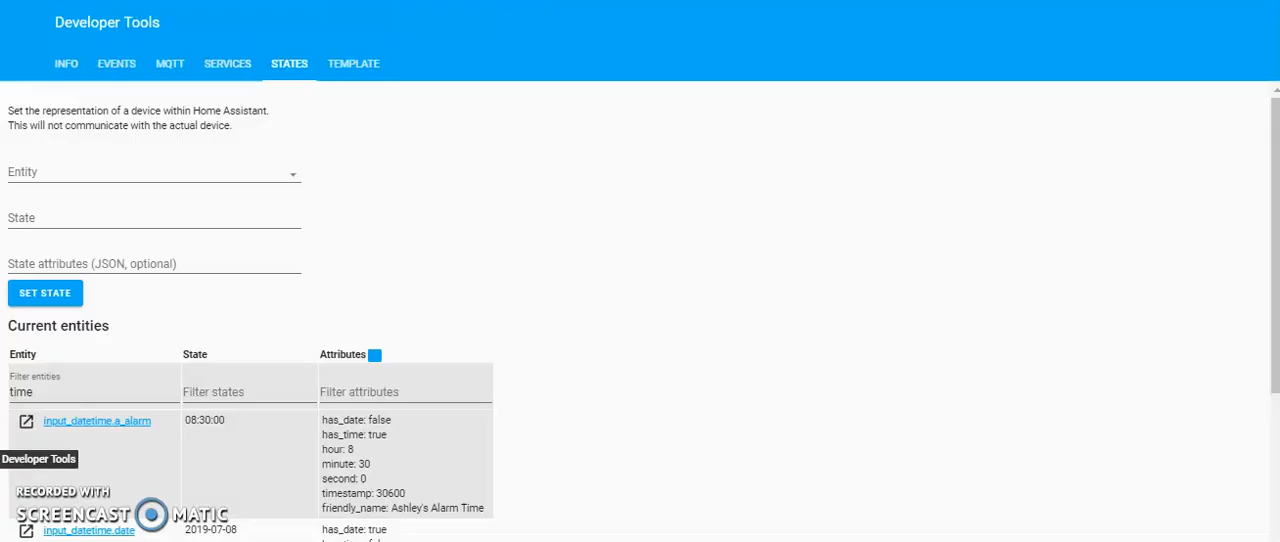 Developer Tools
INFO EVENTS MQTT SERVICES STATES TEMPLATE
Set the representation of a device within Home Assistant.
This will not communicate with the actual device.
Entity
State
State attributes (JSON, optional)
SET STATE
Current entities
Entity State Attributes
Filter entities
time Filter states Filter attributes
input_datetime.a_alarm 08:30:00 has_date: false
has_time: true
hour: 8
Developer Tools minute: 30
second: 0
RECORDED WITH timestamp: 30600
SCREENCAST MATIC friendly_name: Ashley's Alarm Time
input_datetime.date 2019-07-08 has_date: true